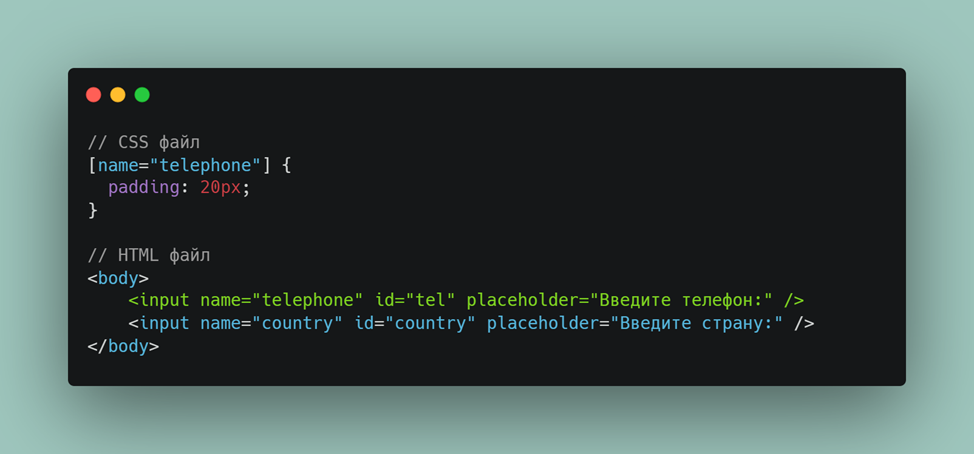 // CSS файл
[name="telephone"] {
  padding: 20px;
}

// HTML файл
<body>
    <input name="telephone" id="tel" placeholder="Введите телефон:" />
    <input name="country" id="country" placeholder="Введите страну:" />
</body>